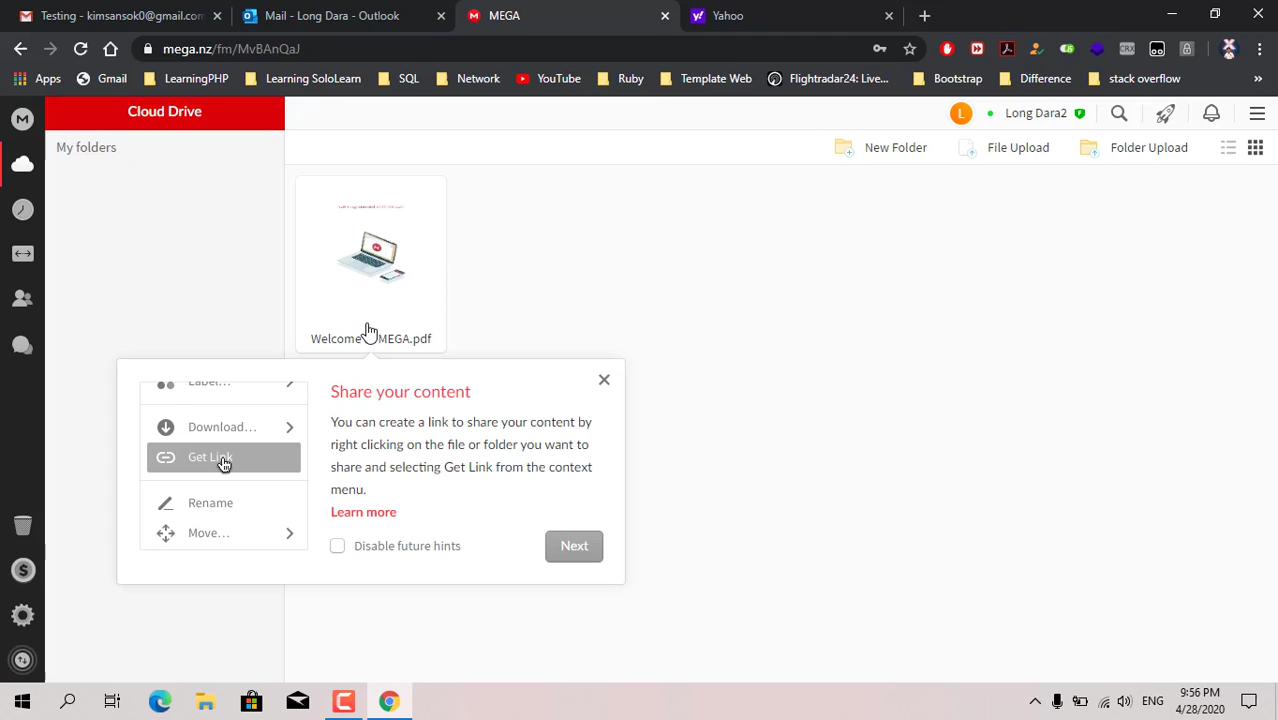 Testing - kimsansok0@gmail.com
Mail - Long Dara - Outlook
MEGA
Yahoo
mega.nz/fm/MvBAnQaJ
Apps
Gmail
LearningPHP
Learning SoloLearn
SQL
Network
YouTube
Ruby
Template Web
Flightradar24: Live...
Bootstrap
Difference
stack overflow
Cloud Drive
L
Long Dara2
My folders
New Folder
File Upload
Folder Upload
Welcome MEGA.pdf
Label...
Download...
Get Link
Rename
Move...
Share your content
You can create a link to share your content by
right clicking on the file or folder you want to
share and selecting Get Link from the context
menu.
Learn more
Disable future hints
Next
ENG
9:56 PM
4/28/2020